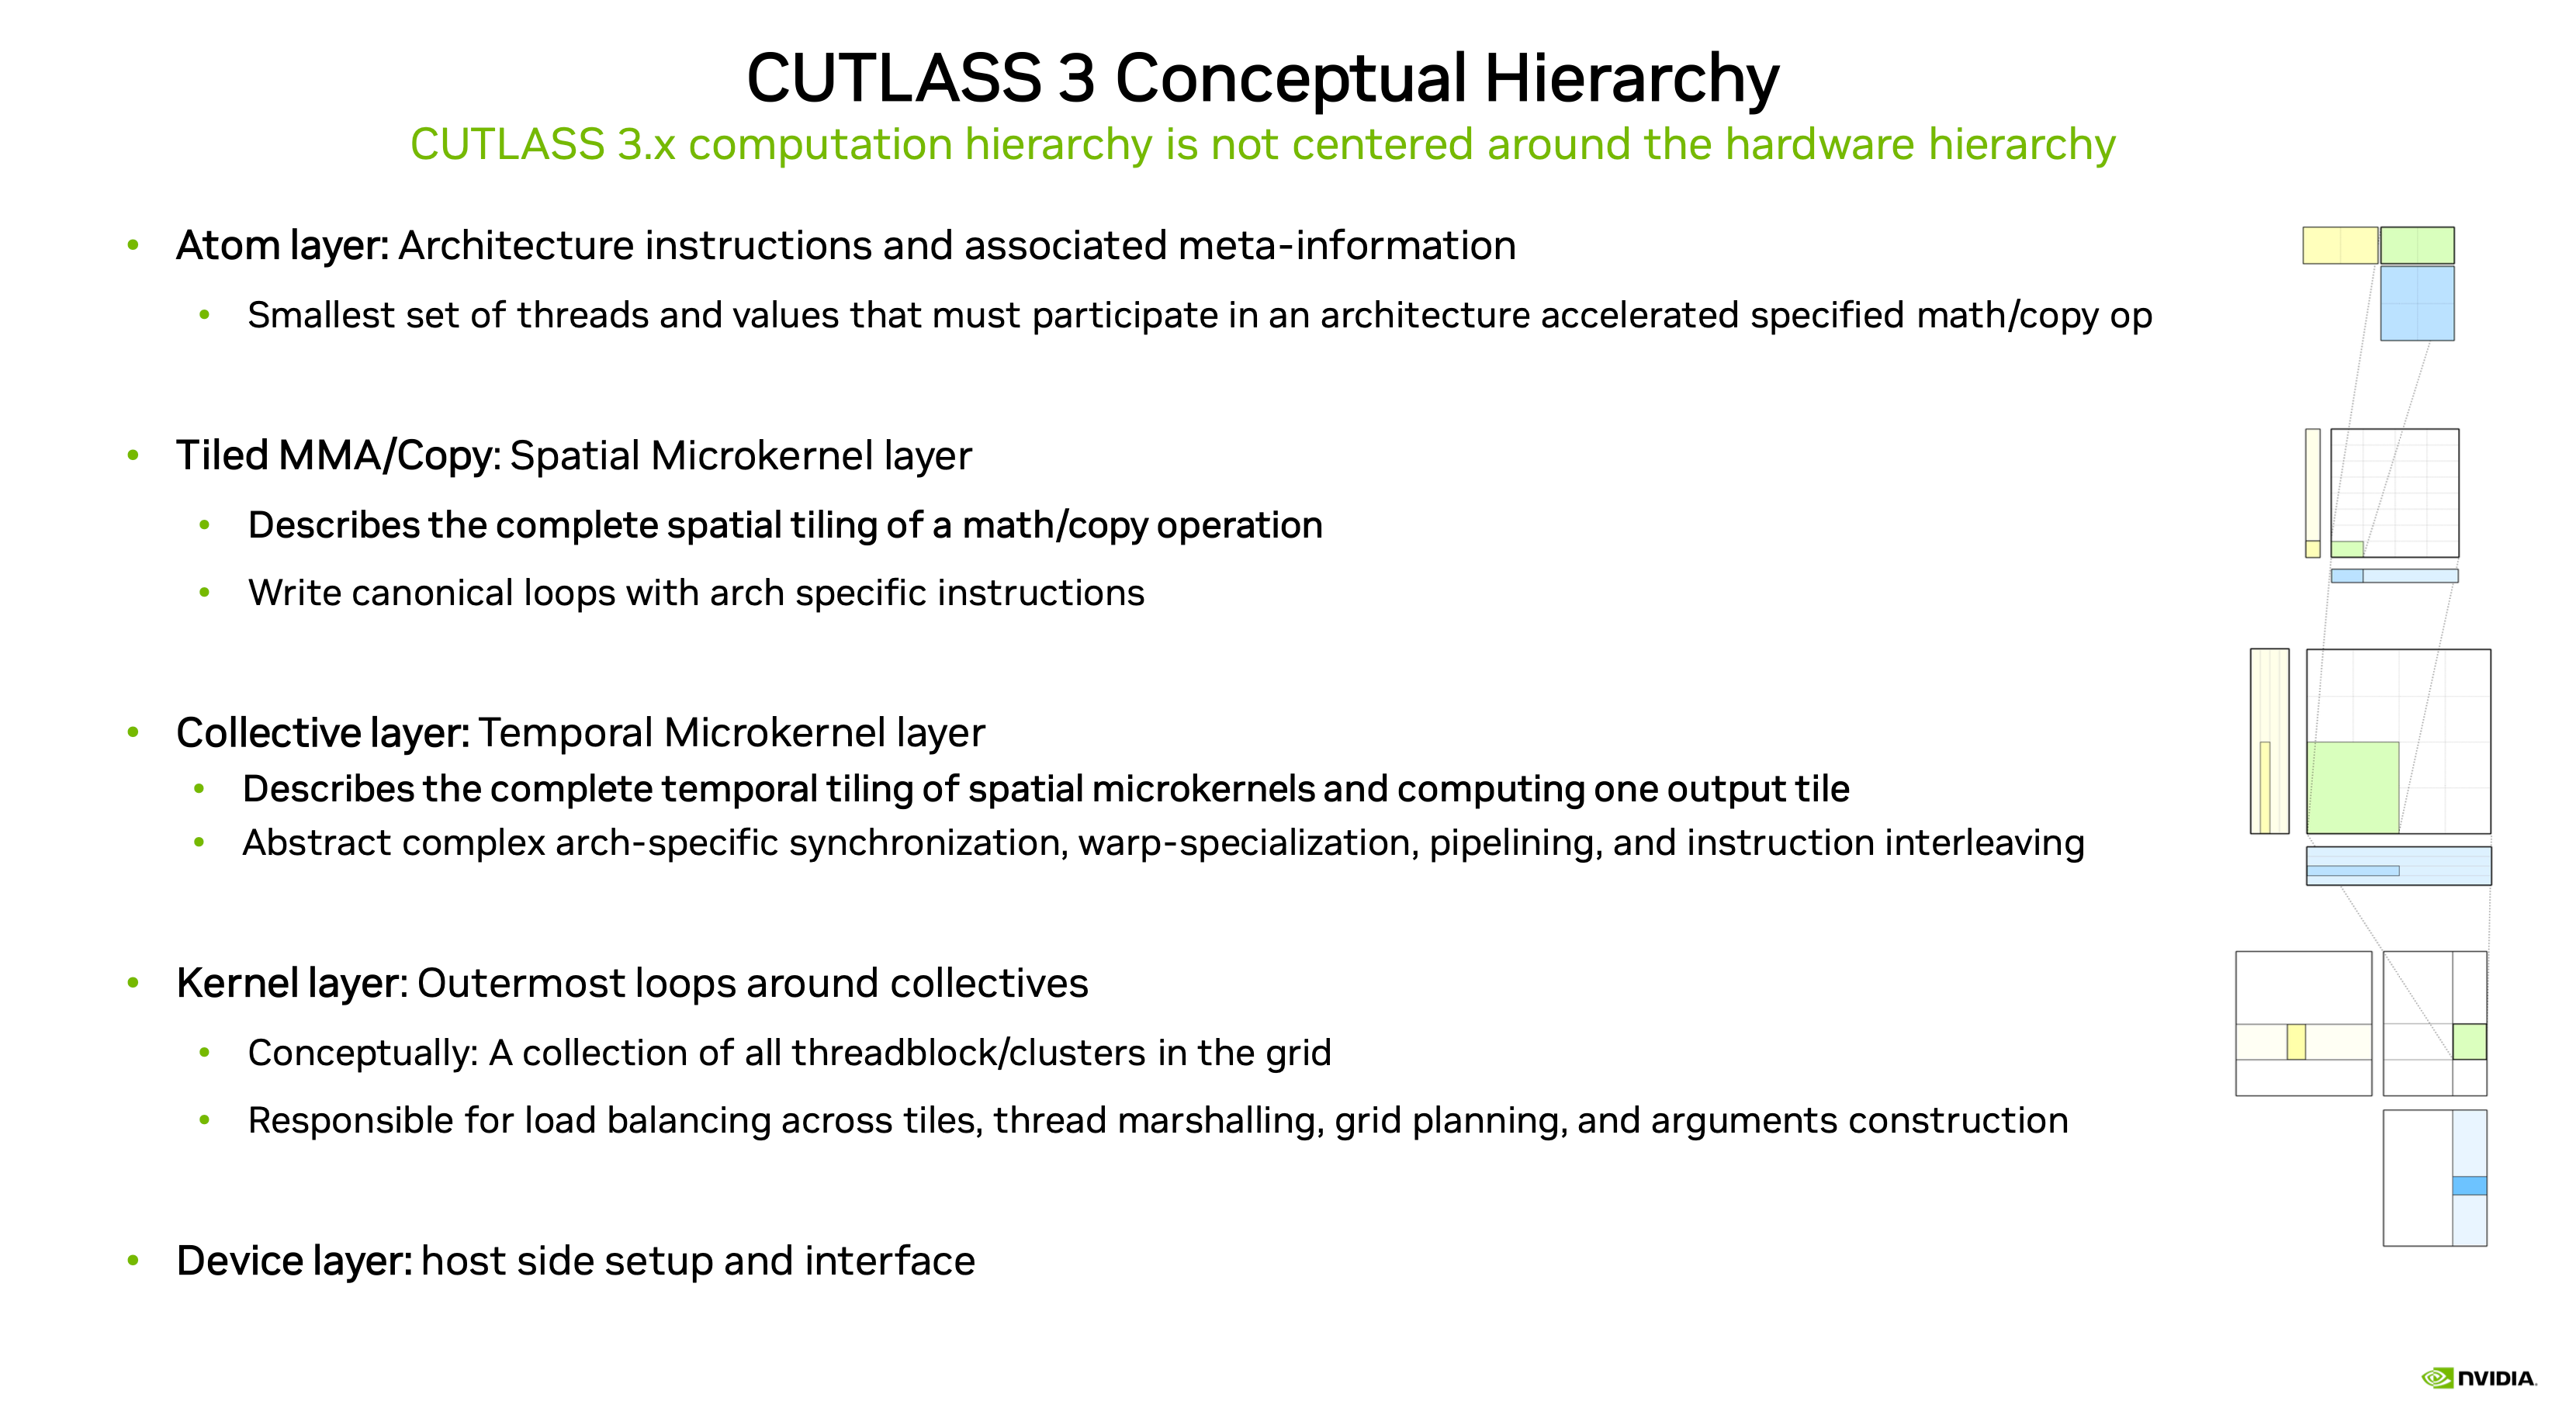 CUTLASS 3 Conceptual Hierarchy
CUTLASS 3.x computation hierarchy is not centered around the hardware hierarchy
• Atom layer: Architecture instructions and associated meta-information
• Smallest set of threads and values that must participate in an architecture accelerated specified math/copy op
• Tiled MMA/Copy: Spatial Microkernel layer
• Describes the complete spatial tiling of a math/copy operation
• Write canonical loops with arch specific instructions
• Collective layer: Temporal Microkernel layer
• Describes the complete temporal tiling of spatial microkernels and computing one output tile
• Abstract complex arch-specific synchronization, warp-specialization, pipelining, and instruction interleaving
• Kernel layer: Outermost loops around collectives
• Conceptually: A collection of all threadblock/clusters in the grid
• Responsible for load balancing across tiles, thread marshalling, grid planning, and arguments construction
• Device layer: host side setup and interface
NVIDIA.